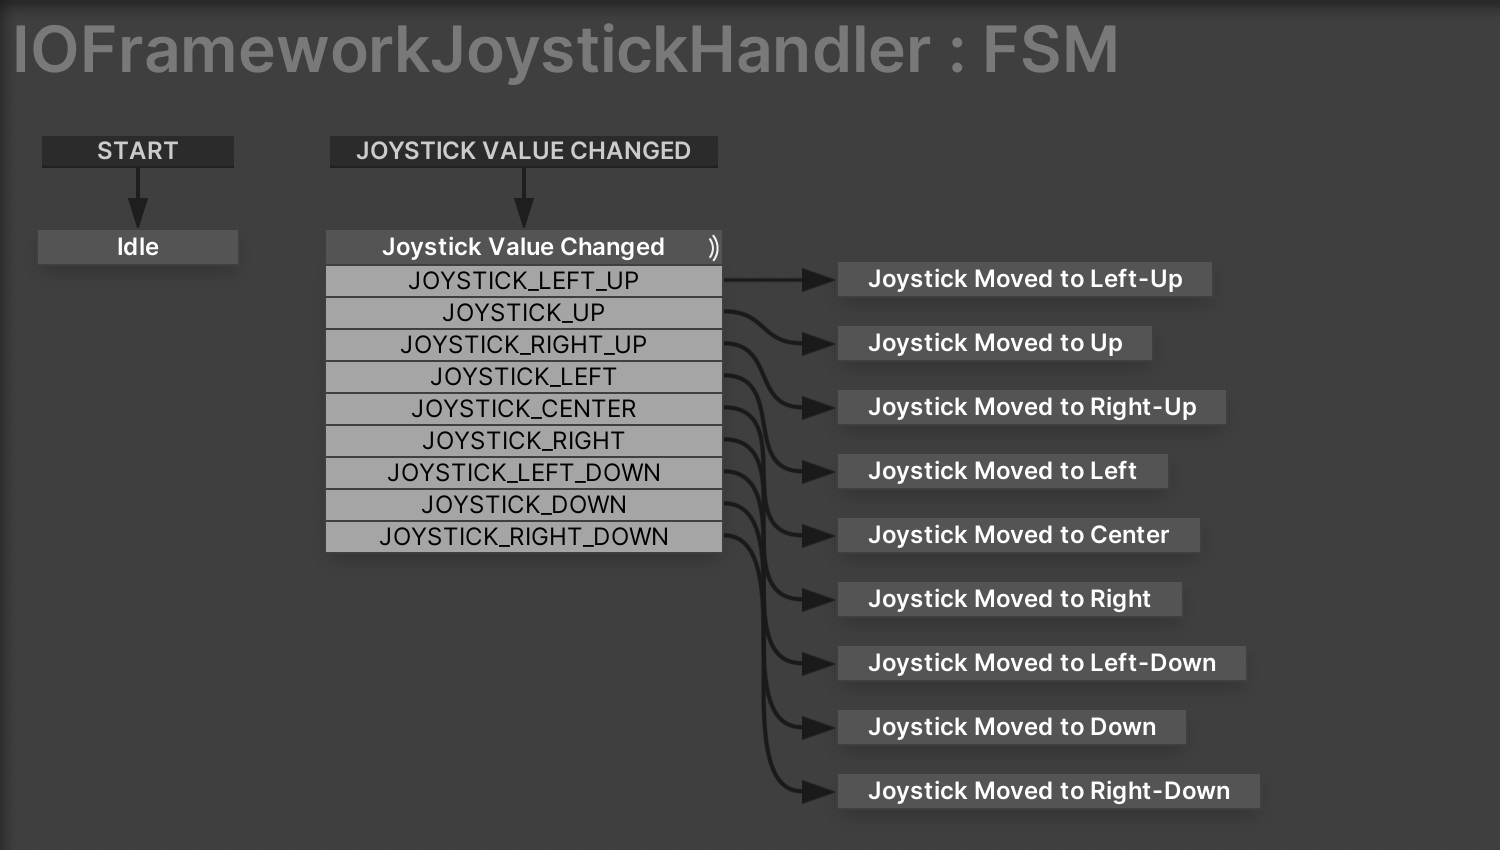 IOFrameworkJoystickHandler : FSM
START
JOYSTICK VALUE CHANGED
Idle
Joystick Value Changed
JOYSTICK_LEFT_UP
JOYSTICK_UP
JOYSTICK_RIGHT_UP
JOYSTICK_LEFT
JOYSTICK_CENTER
JOYSTICK_RIGHT
JOYSTICK_LEFT_DOWN
JOYSTICK_DOWN
JOYSTICK_RIGHT_DOWN
Joystick Moved to Left-Up
Joystick Moved to Up
Joystick Moved to Right-Up
Joystick Moved to Left
Joystick Moved to Center
Joystick Moved to Right
Joystick Moved to Left-Down
Joystick Moved to Down
Joystick Moved to Right-Down